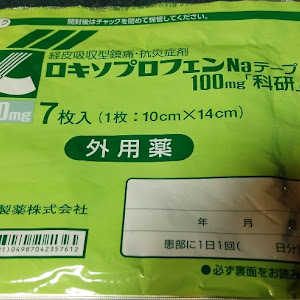 開封後はチャックを閉めて保管してください。
経皮吸収型鎮痛・抗炎症剤
ロキソプロフェンNaテープ
100mg「科研」
0mg
7枚入(1枚:10cm×14cm)
外用薬
製薬株式会社
年 月
患部に1日1回( 日分)
01)04987042357612
●必ず裏面をお読み